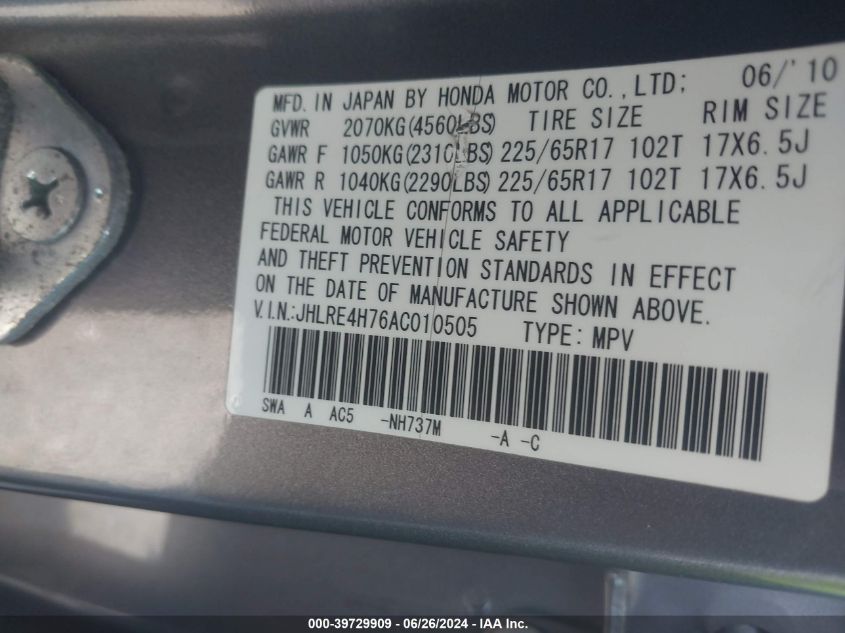 MFD. IN JAPAN BY HONDA MOTOR CO.,LTD; 06/'10
GVWR 2070KG(4560LBS) TIRE SIZE RIM SIZE
GAWR F 1050KG(2310LBS) 225/65R17 102T 17X6.5J
GAWR R 1040KG(2290LBS) 225/65R17 102T 17X6.5J
THIS VEHICLE CONFORMS TO ALL APPLICABLE
FEDERAL MOTOR VEHICLE SAFETY
AND THEFT PREVENTION STANDARDS IN EFFECT
ON THE DATE OF MANUFACTURE SHOWN ABOVE.
V.I.N.:JHLRE4H76AC010505 TYPE: MPV
SWA A AC5 -NH737M -A -C
000-39729909 - 06/26/2024 - IAA Inc.